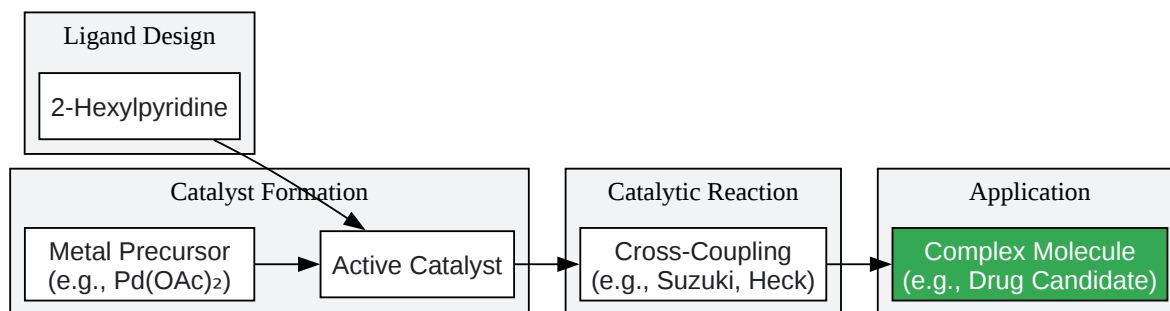 Ligand Design
2-Hexylpyridine
Catalyst Formation
Metal Precursor
(e.g., Pd(OAc)₂)
Active Catalyst
Catalytic Reaction
Cross-Coupling
(e.g., Suzuki, Heck)
Application
Complex Molecule
(e.g., Drug Candidate)